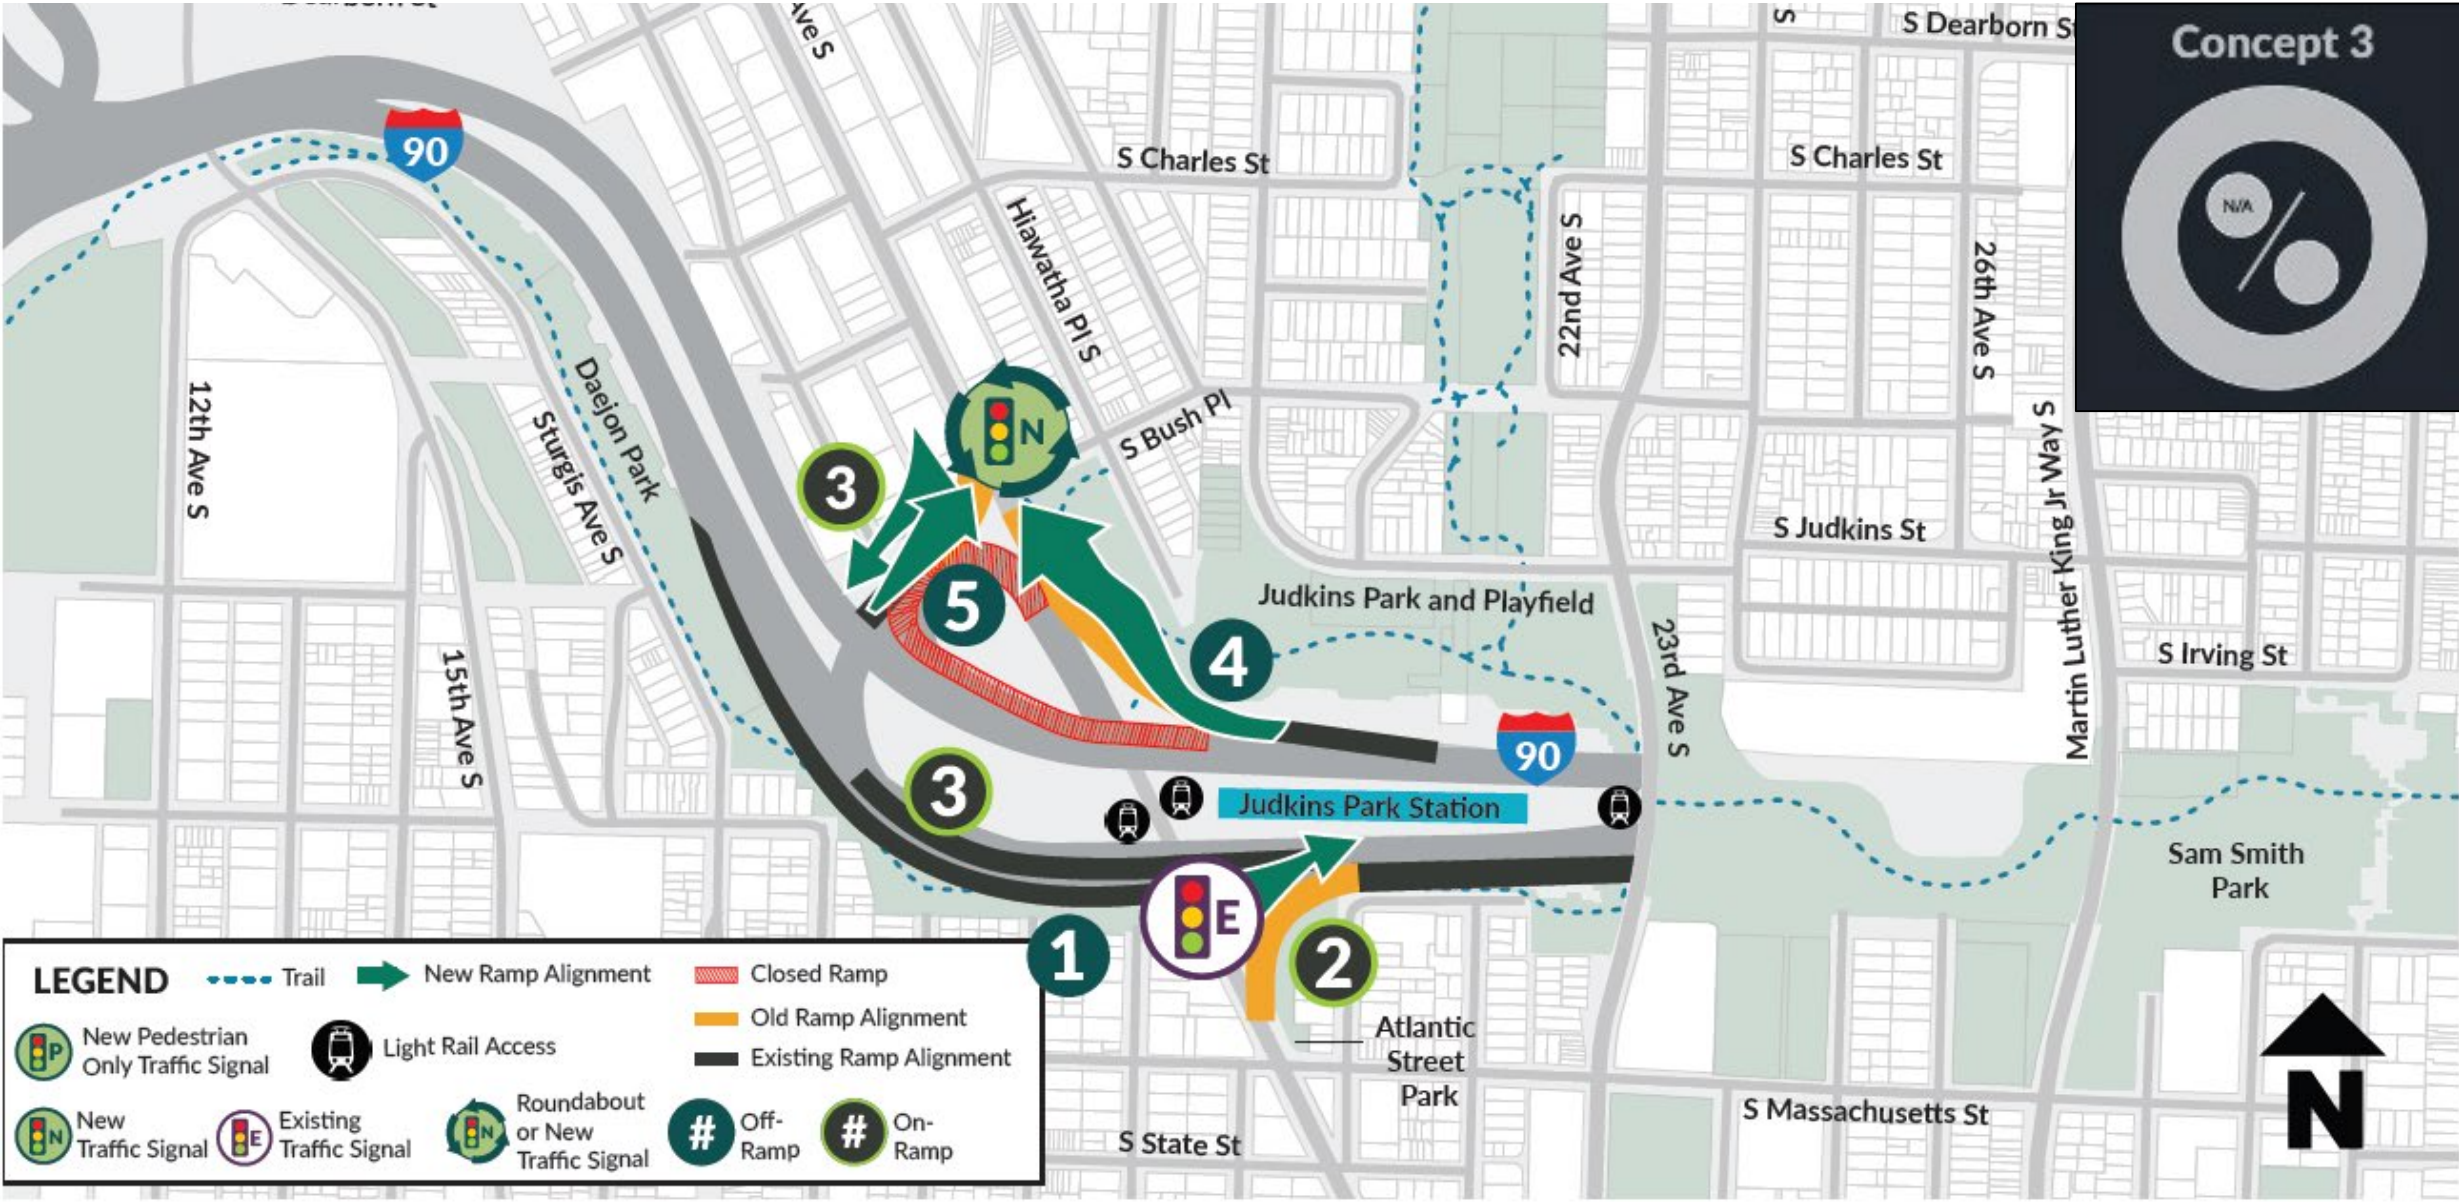 Ave S
S Dearborn St
Concept 3
N/A
90
S Charles St
S Charles St
Hiawatha Pl S
22nd Ave S
26th Ave S
Daejon Park
12th Ave S
Sturgis Ave S
N
S Bush Pl
Martin Luther King Jr Way S
3
S Judkins St
5
Judkins Park and Playfield
4
23rd Ave S
S Irving St
15th Ave S
90
3
Judkins Park Station
Sam Smith
Park
E
1
2
Atlantic
Street
Park
S Massachusetts St
S State St
N
LEGEND
Trail
New Ramp Alignment
Closed Ramp
Old Ramp Alignment
Existing Ramp Alignment
P
New Pedestrian
Only Traffic Signal
Light Rail Access
N
New
Traffic Signal
E
Existing
Traffic Signal
N
Roundabout
or New
Traffic Signal
#
Off-
Ramp
#
On-
Ramp